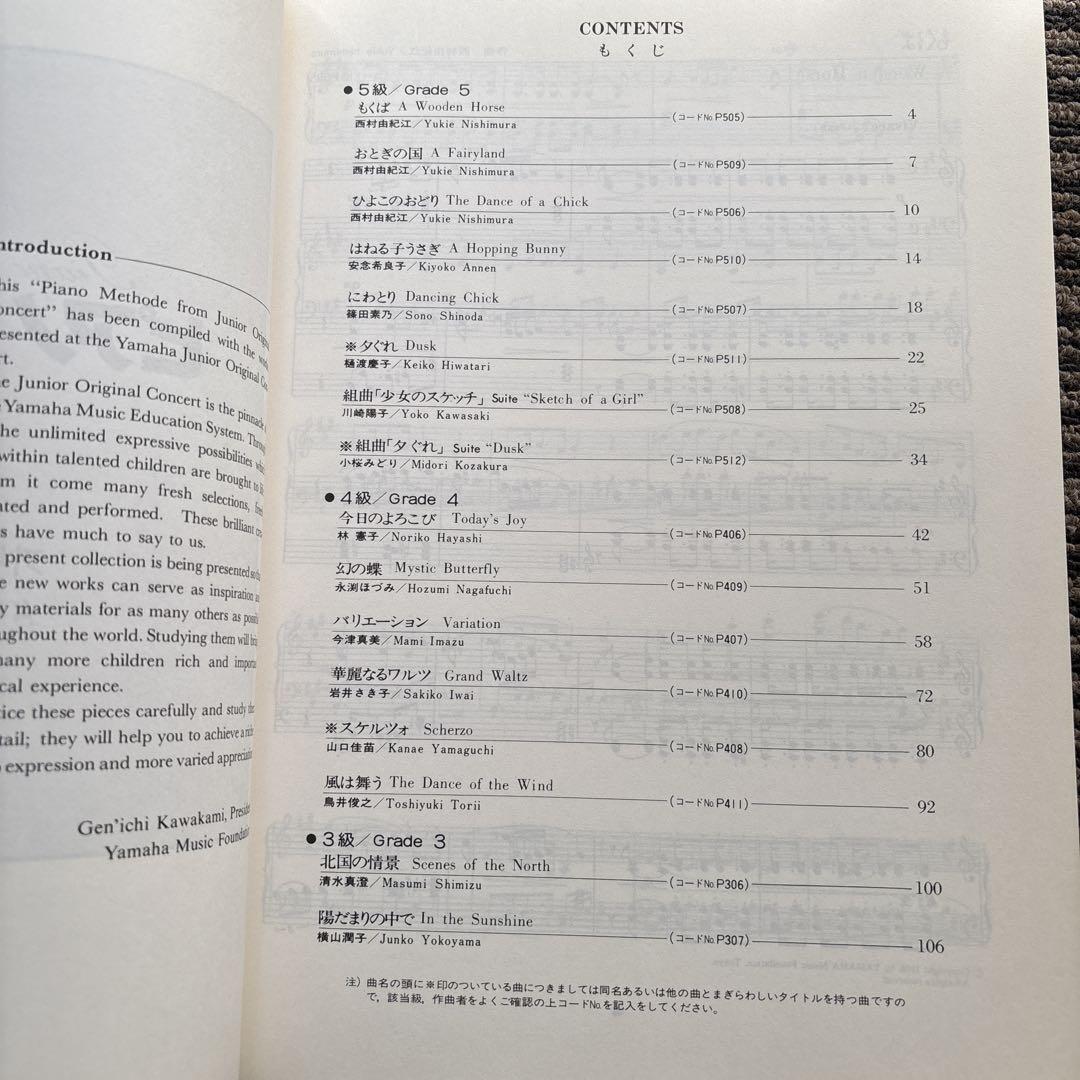 Introduction
This “Piano Methode from Junior
has been compiled with the
presented at the Yamaha Junior Original
Junior Original Concert is the
Yamaha Music Education System.
the unlimited expressive possibilities
within talented children are brought to
it come many fresh selections,
and performed. These brilliant
have much to say to us.
present collection is being presented
new works can serve as inspiration
materials for as many others as
throughout the world. Studying them will
many more children rich and
experience.
these pieces carefully and study
they will help you to achieve a
expression and more varied
Gen’ichi Kawakami,
Yamaha Music
CONTENTS
もくじ
●5級／Grade 5
もくば A Wooden Horse
西村由紀江／Yukie Nishimura (コードNo.P505) 4
おとぎの国 A Fairyland
西村由紀江／Yukie Nishimura (コードNo.P509) 7
ひよこのおどり The Dance of a Chick
西村由紀江／Yukie Nishimura (コードNo.P506) 10
はねる子うさぎ A Hopping Bunny
安念希良子／Kiyoko Annen (コードNo.P510) 14
にわとり Dancing Chick
篠田素乃／Sono Shinoda (コードNo.P507) 18
※夕ぐれ Dusk
樋渡慶子／Keiko Hiwatari (コードNo.P511) 22
組曲「少女のスケッチ」 Suite “Sketch of a Girl”
川崎陽子／Yoko Kawasaki (コードNo.P508) 25
※組曲「夕ぐれ」 Suite “Dusk”
小桜みどり／Midori Kozakura (コードNo.P512) 34
●4級／Grade 4
今日のよろこび Today's Joy
林 憲子／Noriko Hayashi (コードNo.P406) 42
幻の蝶 Mystic Butterfly
永渕ほづみ／Hozumi Nagafuchi (コードNo.P409) 51
バリエーション Variation
今津真美／Mami Imazu (コードNo.P407) 58
華麗なるワルツ Grand Waltz
岩井さき子／Sakiko Iwai (コードNo.P410) 72
※スケルツォ Scherzo
山口佳苗／Kanae Yamaguchi (コードNo.P408) 80
風は舞う The Dance of the Wind
鳥井俊之／Toshiyuki Torii (コードNo.P411) 92
●3級／Grade 3
北国の情景 Scenes of the North
清水真澄／Masumi Shimizu (コードNo.P306) 100
陽だまりの中で In the Sunshine
横山潤子／Junko Yokoyama (コードNo.P307) 106
注）曲名の頭に※印のついている曲につきましては同名あるいは他の曲とまぎらわしいタイトルを持つ曲ですの
で，該当級，作曲者をよくご確認の上コードNo.を記入をしてください。